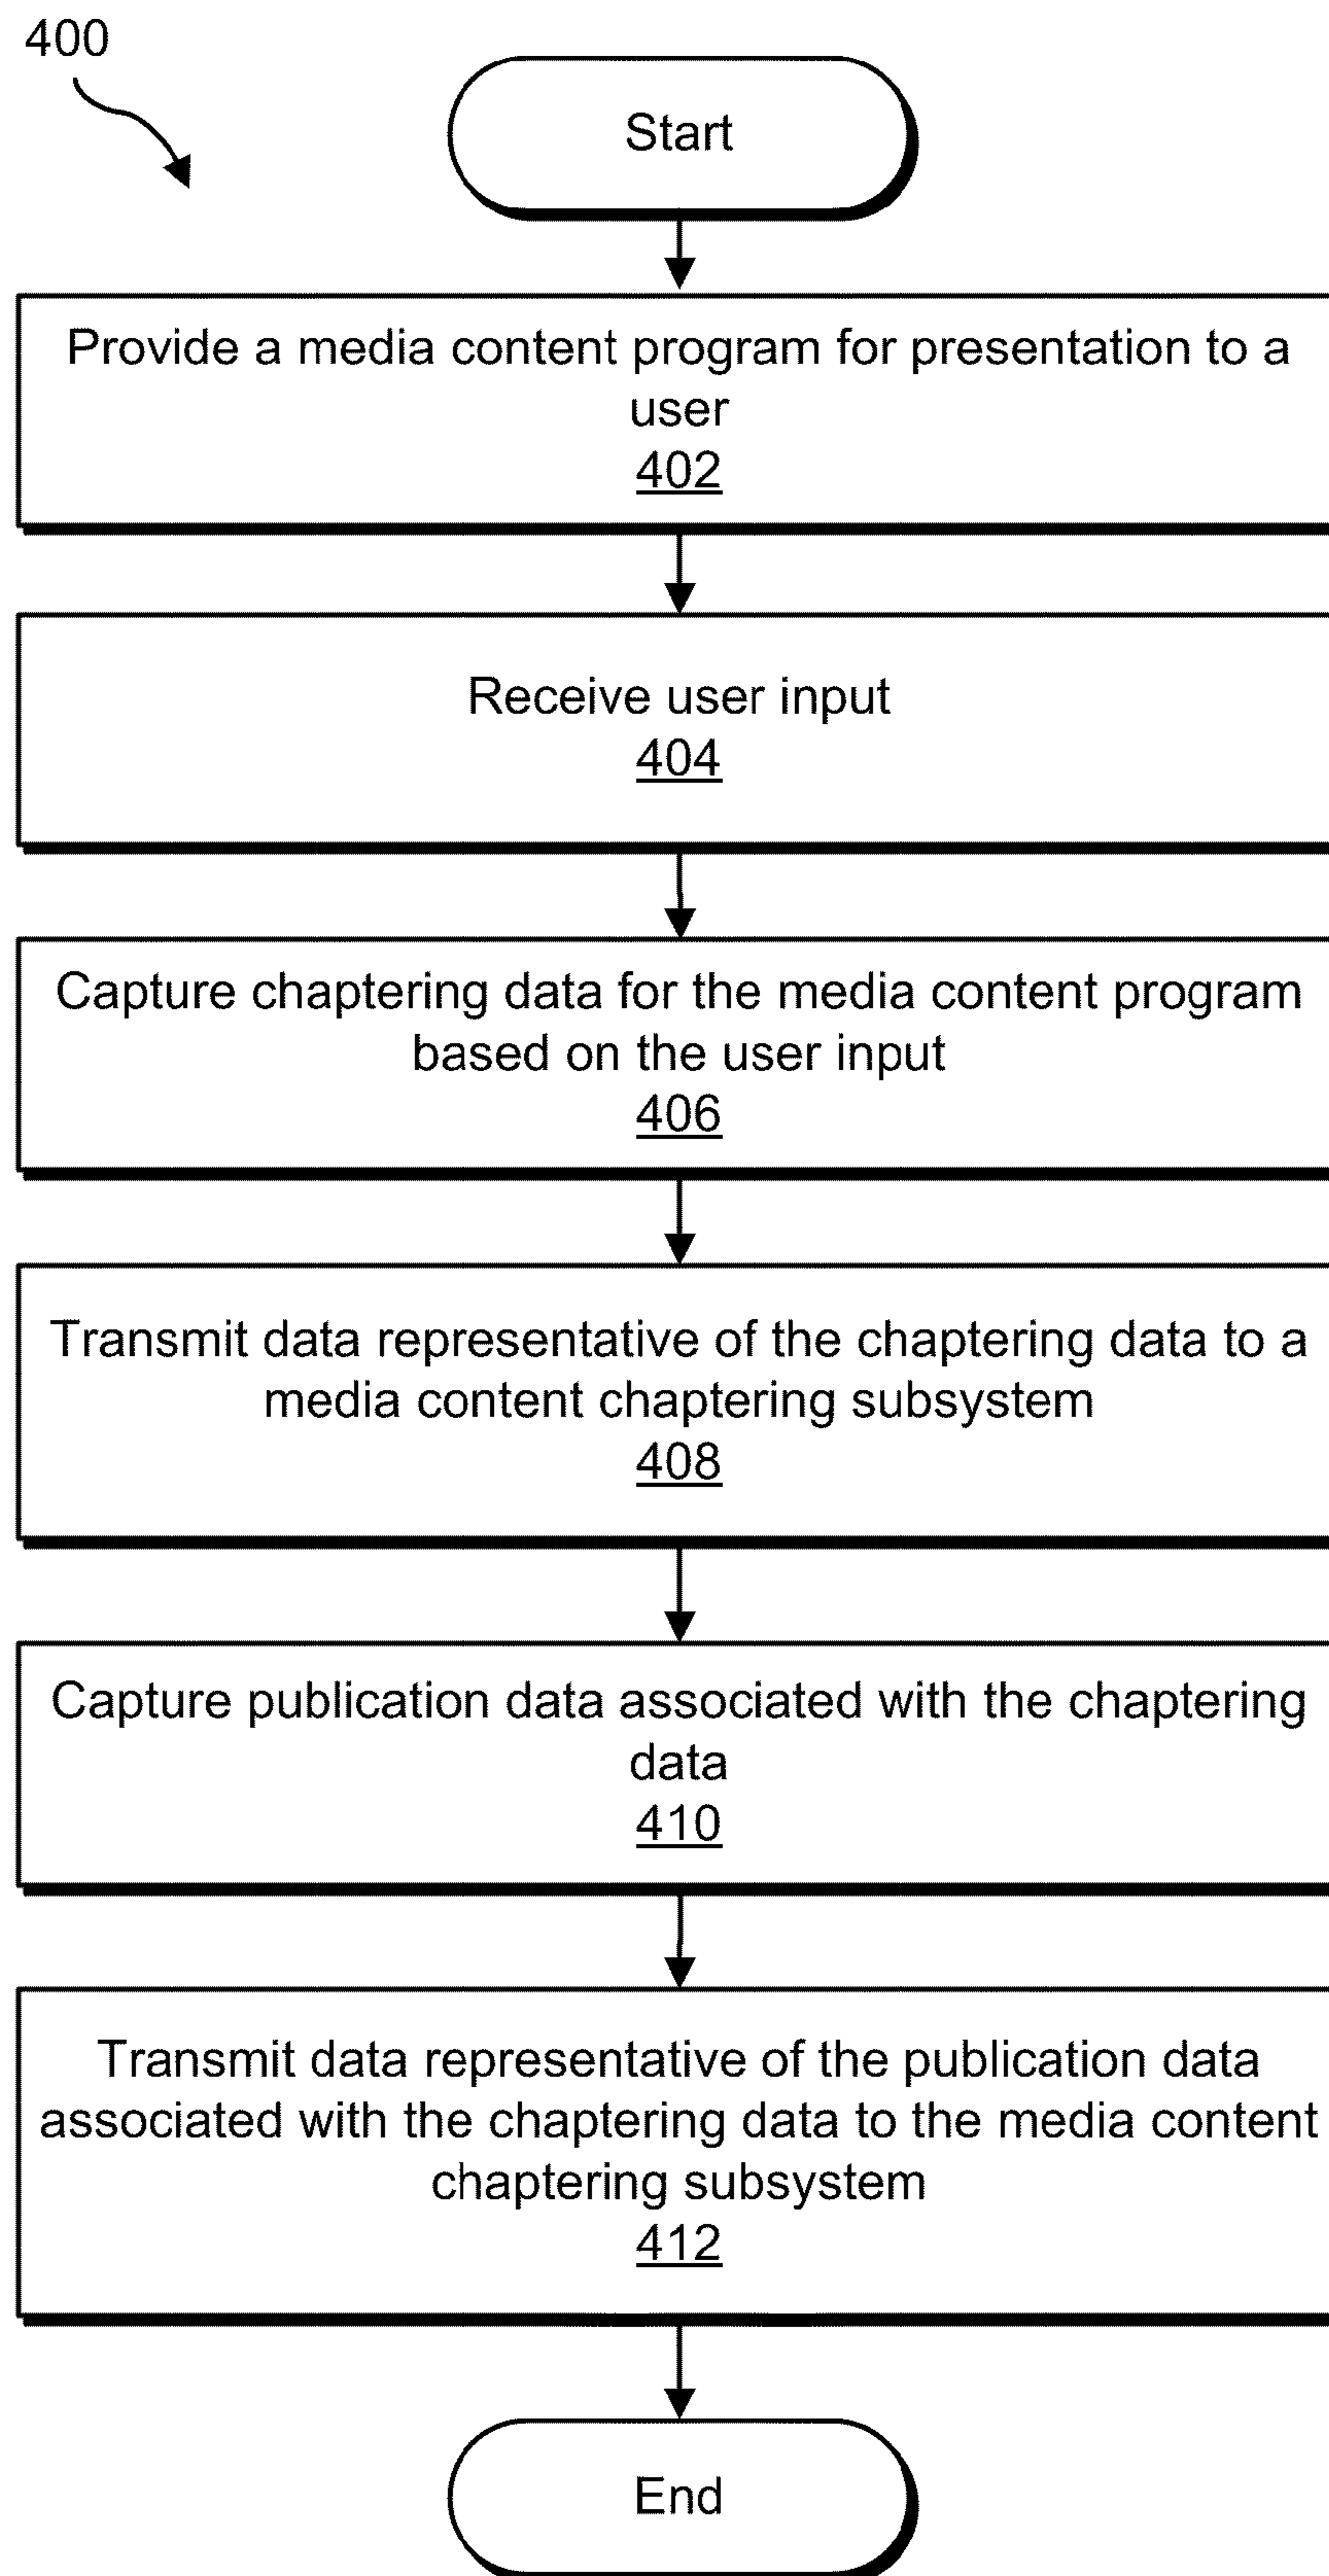 400
Start
Provide a media content program for presentation to a
user
402
Receive user input
404
Capture chaptering data for the media content program
based on the user input
406
Transmit data representative of the chaptering data to a
media content chaptering subsystem
408
Capture publication data associated with the chaptering
data
410
Transmit data representative of the publication data
associated with the chaptering data to the media content
chaptering subsystem
412
End